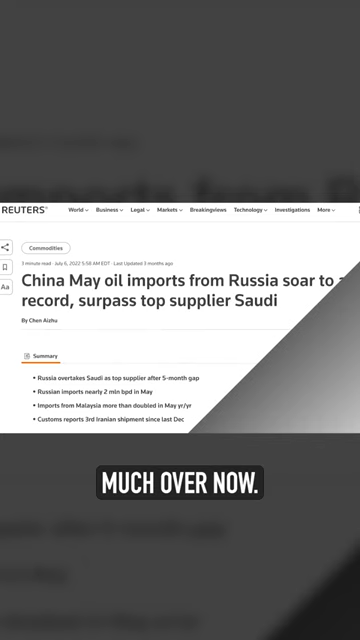 REUTERS
World Business Legal Markets Breakingviews Technology Investigations More
Commodities
3 minute read · July 6, 2022 5:58 AM EDT · Last Updated 3 months ago
Aa
China May oil imports from Russia soar to a
record, surpass top supplier Saudi
By Chen Aizhu
Summary
• Russia overtakes Saudi as top supplier after 5-month gap
• Russian imports nearly 2 mln bpd in May
• Imports from Malaysia more than doubled in May yr/yr
• Customs reports 3rd Iranian shipment since last Dec
MUCH OVER NOW.